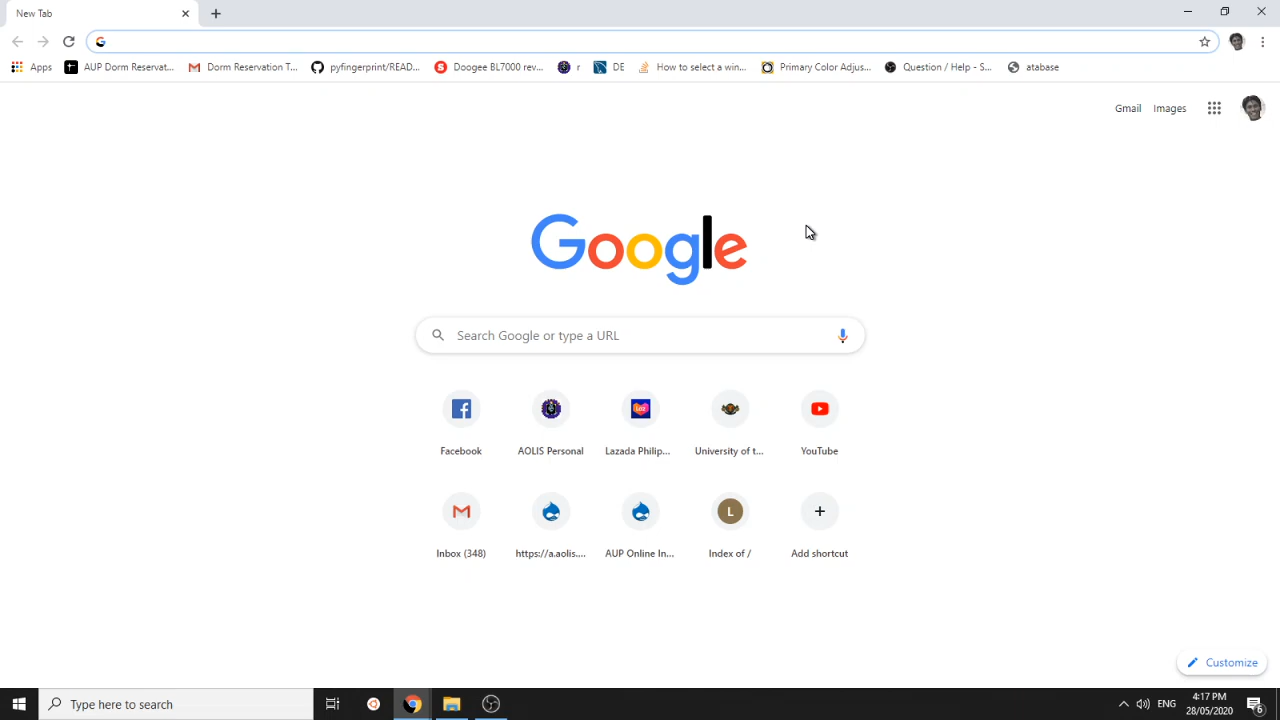 New Tab
Apps AUP Dorm Reservat... Dorm Reservation T... pyfingerprint/READ... Doogee BL7000 rev... r DE How to select a win... Primary Color Adjus... Question / Help - S... atabase
Gmail Images
Google
Search Google or type a URL
Facebook AOLIS Personal Lazada Philip... University of t... YouTube
L
Inbox (348) https://a.aolis.... AUP Online In... Index of / Add shortcut
Customize
Type here to search ENG 4:17 PM
28/05/2020 6